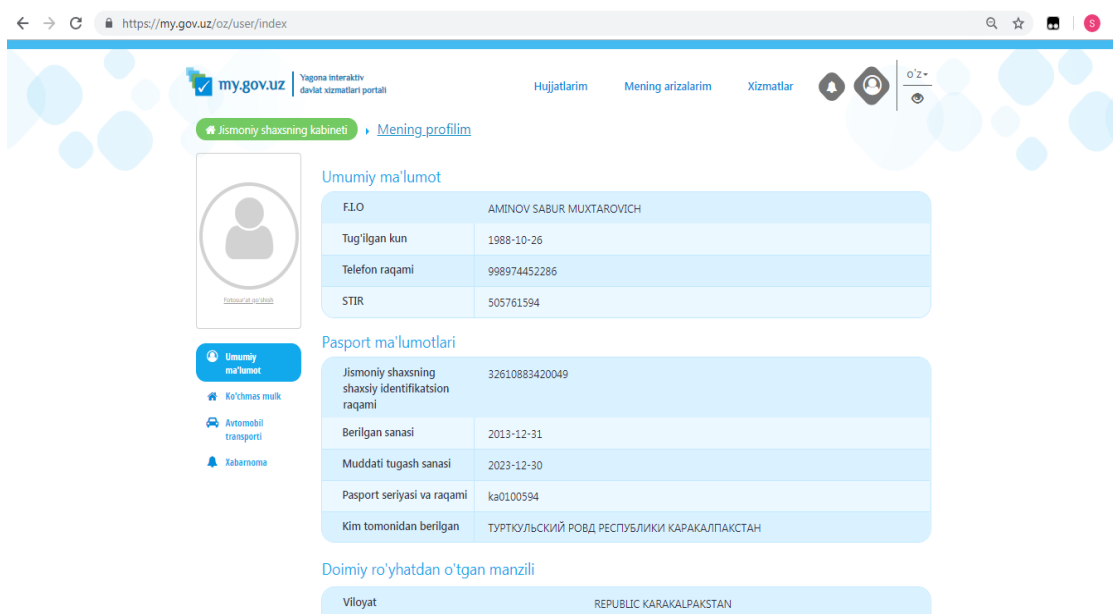 https://my.gov.uz/oz/user/index
S
my.gov.uz
Yagona interaktiv
davlat xizmatlari portali
Hujjatlarim Mening arizalarim Xizmatlar
o'z
Jismoniy shaxsning kabineti Mening profilim
Fotosur'at qo'shish
Umumiy ma'lumot
Ko'chmas mulk
Avtomobil transporti
Xabarnoma
Umumiy ma'lumot
F.I.O AMINOV SABUR MUXTAROVICH
Tug'ilgan kun 1988-10-26
Telefon raqami 998974452286
STIR 505761594
Pasport ma'lumotlari
Jismoniy shaxsning 32610883420049
shaxsiy identifikatsion
raqami
Berilgan sanasi 2013-12-31
Muddati tugash sanasi 2023-12-30
Pasport seriyasi va raqami ka0100594
Kim tomonidan berilgan ТУРТКУЛЬСКИЙ РОВД РЕСПУБЛИКИ КАРАКАЛПАКСТАН
Doimiy ro'yhatdan o'tgan manzili
Viloyat REPUBLIC KARAKALPAKSTAN